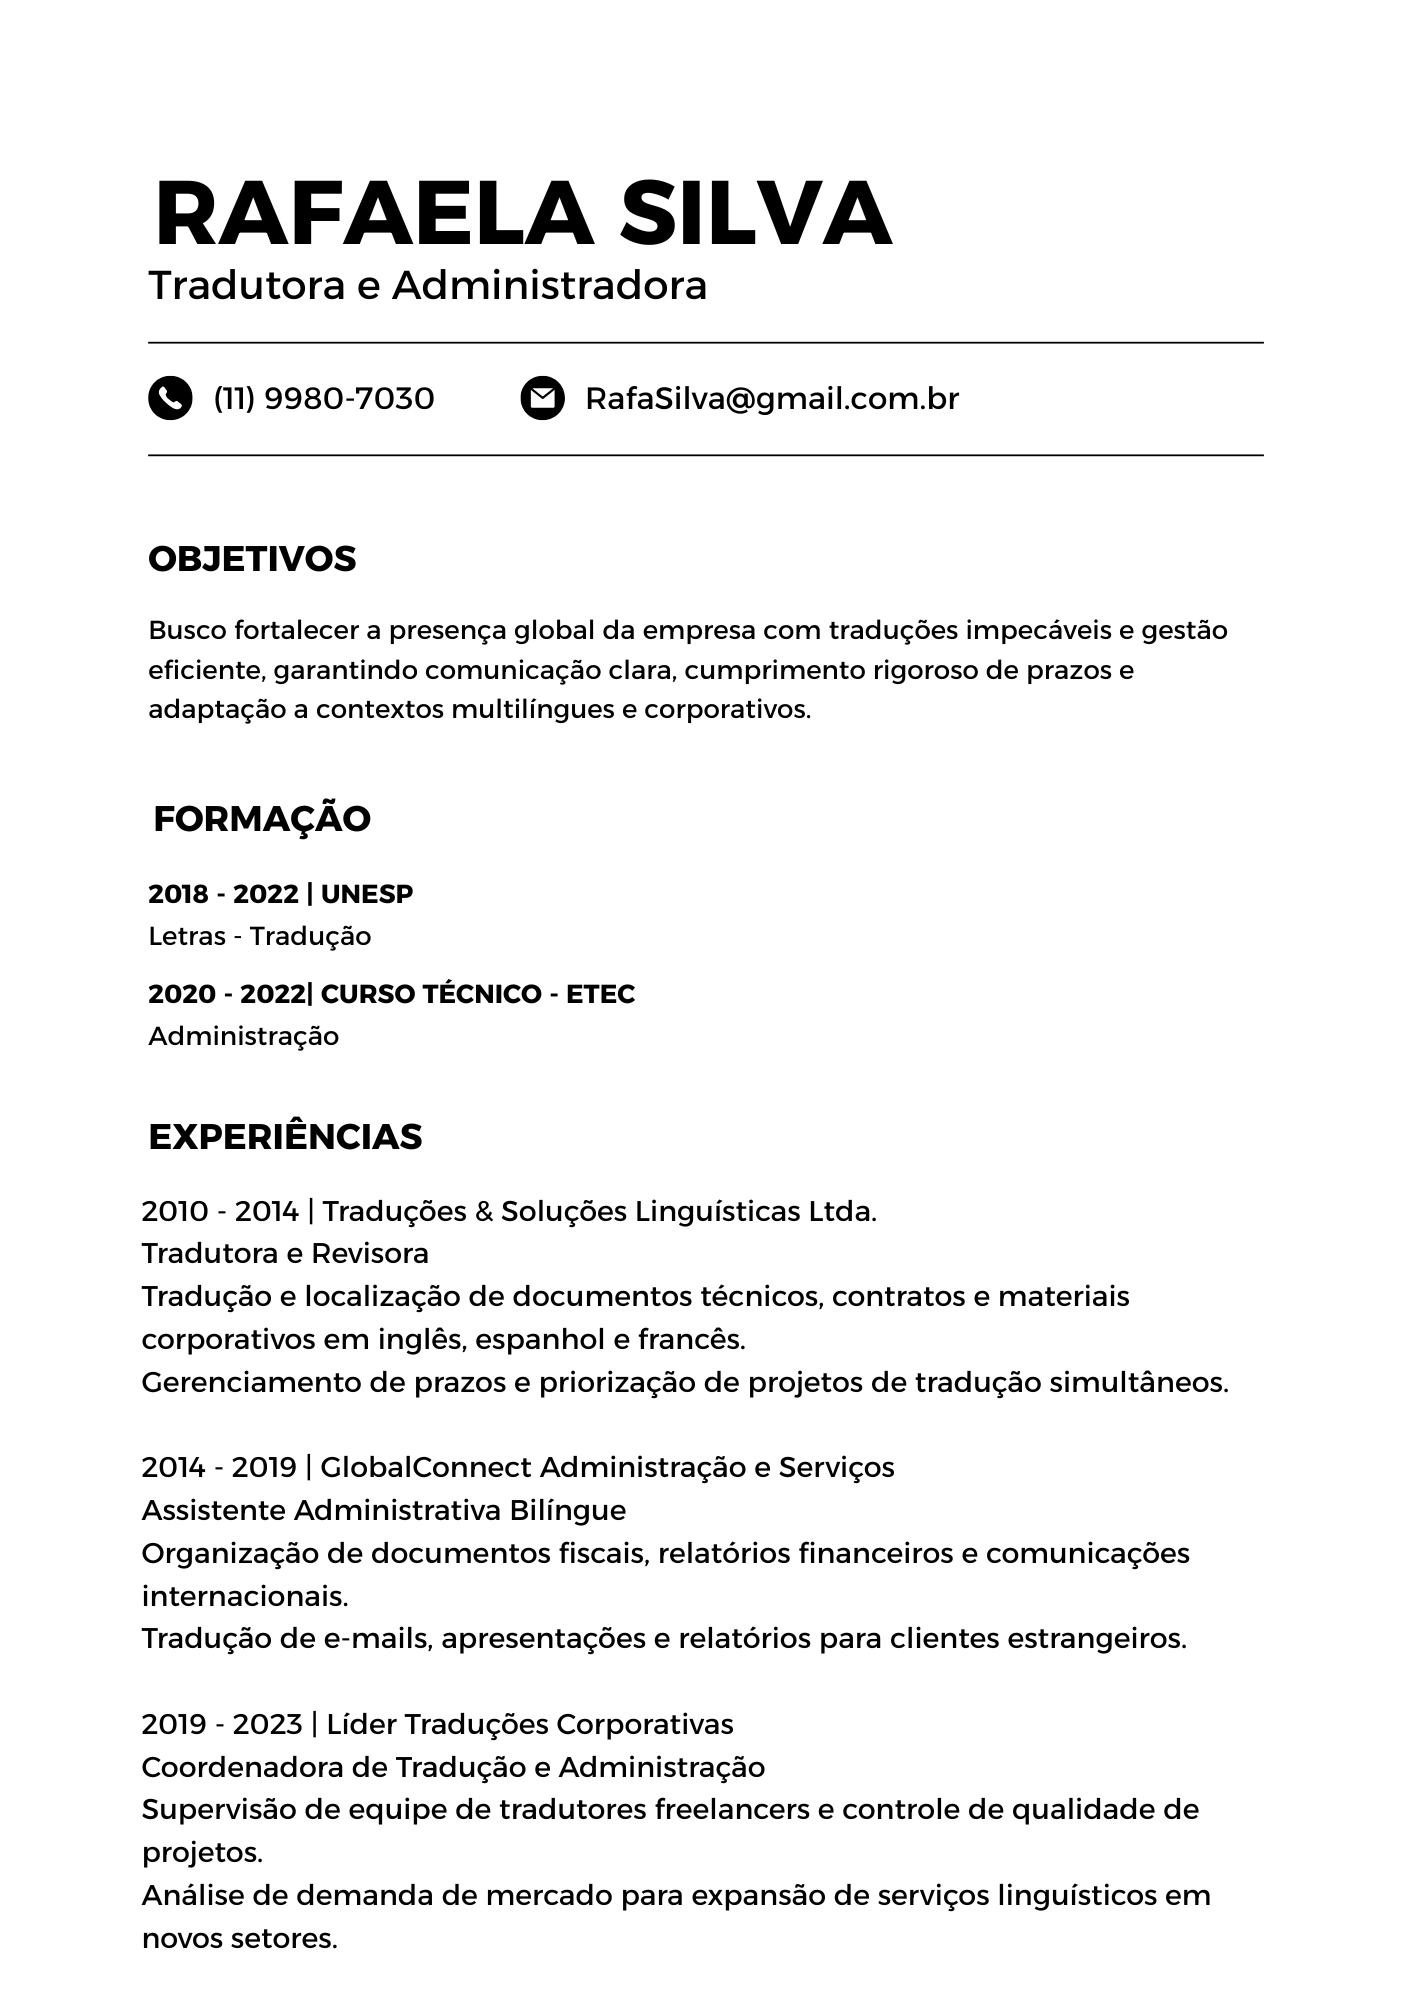 RAFAELA SILVA
Tradutora e Administradora
(11) 9980-7030
RafaSilva@gmail.com.br
OBJETIVOS
Busco fortalecer a presença global da empresa com traduções impecáveis e gestão
eficiente, garantindo comunicação clara, cumprimento rigoroso de prazos e
adaptação a contextos multilíngues e corporativos.
FORMAÇÃO
2018 - 2022 | UNESP
Letras - Tradução
2020 - 2022| CURSO TÉCNICO - ETEC
Administração
EXPERIÊNCIAS
2010 - 2014 | Traduções & Soluções Linguísticas Ltda.
Tradutora e Revisora
Tradução e localização de documentos técnicos, contratos e materiais
corporativos em inglês, espanhol e francês.
Gerenciamento de prazos e priorização de projetos de tradução simultâneos.
2014 - 2019 | GlobalConnect Administração e Serviços
Assistente Administrativa Bilíngue
Organização de documentos fiscais, relatórios financeiros e comunicações
internacionais.
Tradução de e-mails, apresentações e relatórios para clientes estrangeiros.
2019 - 2023 | Líder Traduções Corporativas
Coordenadora de Tradução e Administração
Supervisão de equipe de tradutores freelancers e controle de qualidade de
projetos.
Análise de demanda de mercado para expansão de serviços linguísticos em
novos setores.